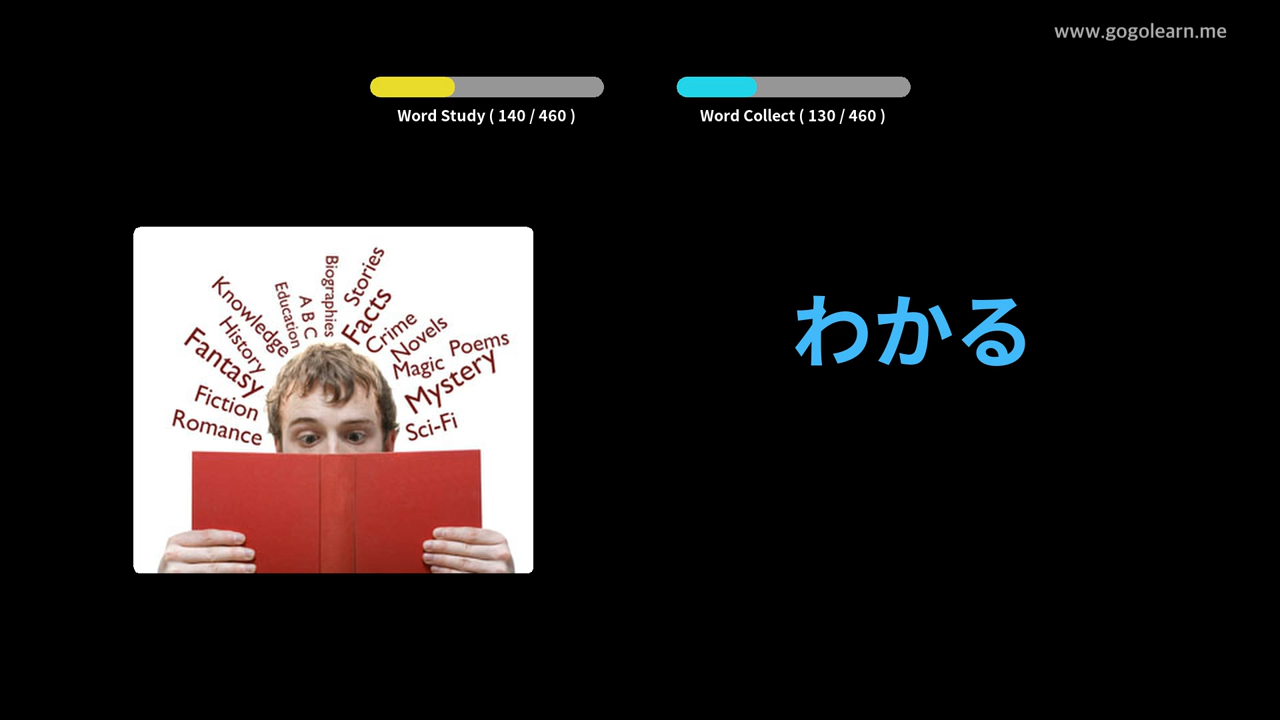 www.gogolearn.me
Word Study ( 140 / 460 )
Word Collect ( 130 / 460 )
わかる
Biographies
Stories
Education
A B C
Facts
Knowledge
History
Crime
Novels
Poems
Fantasy
Magic
Mystery
Fiction
Romance
Sci-Fi